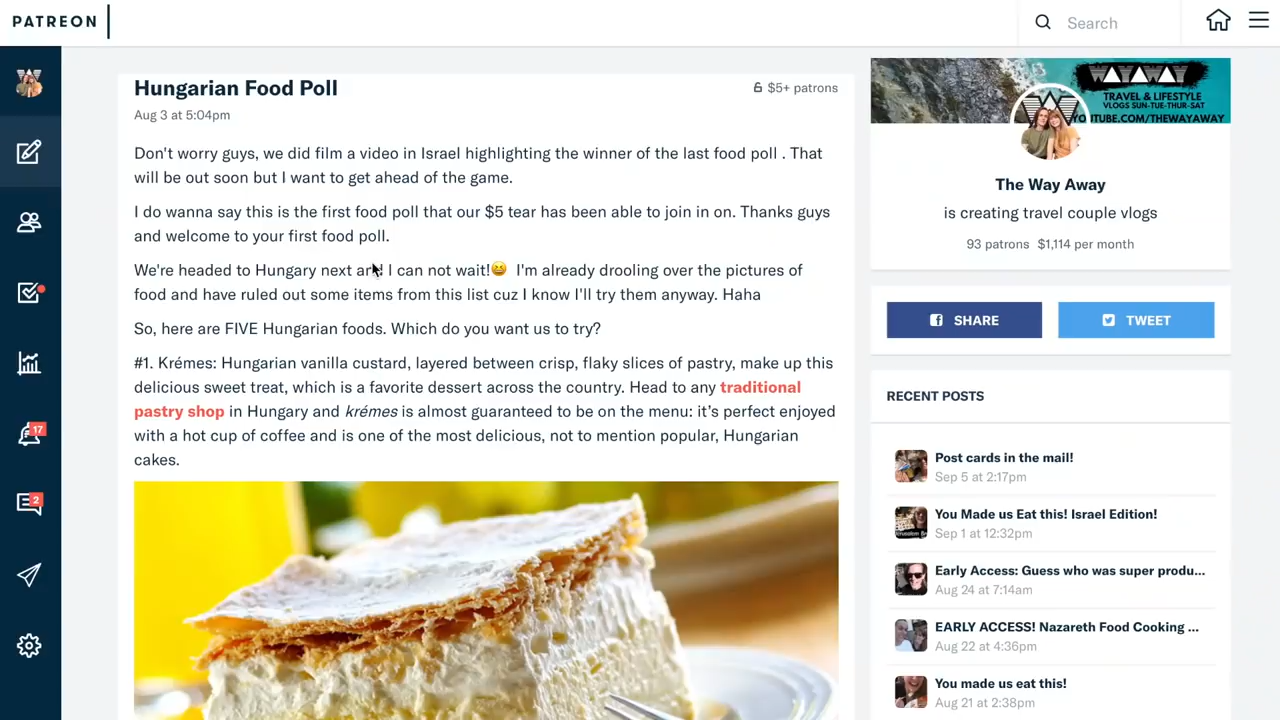 PATREON
Search
Hungarian Food Poll
$5+ patrons
Aug 3 at 5:04pm
Don't worry guys, we did film a video in Israel highlighting the winner of the last food poll . That
will be out soon but I want to get ahead of the game.
I do wanna say this is the first food poll that our $5 tear has been able to join in on. Thanks guys
and welcome to your first food poll.
We're headed to Hungary next and I can not wait!😆 I'm already drooling over the pictures of
food and have ruled out some items from this list cuz I know I'll try them anyway. Haha
So, here are FIVE Hungarian foods. Which do you want us to try?
#1. Krémes: Hungarian vanilla custard, layered between crisp, flaky slices of pastry, make up this
delicious sweet treat, which is a favorite dessert across the country. Head to any traditional
pastry shop in Hungary and krémes is almost guaranteed to be on the menu: it's perfect enjoyed
with a hot cup of coffee and is one of the most delicious, not to mention popular, Hungarian
cakes.
17
2
WAYAWAY
TRAVEL & LIFESTYLE
VLOGS SUN-TUE-THUR-SAT
YOUTUBE.COM/THEWAYAWAY
The Way Away
is creating travel couple vlogs
93 patrons $1,114 per month
SHARE
TWEET
RECENT POSTS
Post cards in the mail!
Sep 5 at 2:17pm
You Made us Eat this! Israel Edition!
Sep 1 at 12:32pm
Early Access: Guess who was super produ...
Aug 24 at 7:14am
EARLY ACCESS! Nazareth Food Cooking ...
Aug 22 at 4:36pm
You made us eat this!
Aug 21 at 2:38pm